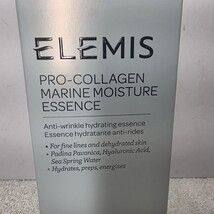 ELEMIS
PRO-COLLAGEN
MARINE MOISTURE
ESSENCE
Anti-wrinkle hydrating essence
Essence hydratante anti-rides
• For fine lines and dehydrated skin
• Padina Pavonica, Hyaluronic Acid,
Sea Spring Water
• Hydrates, preps, energises